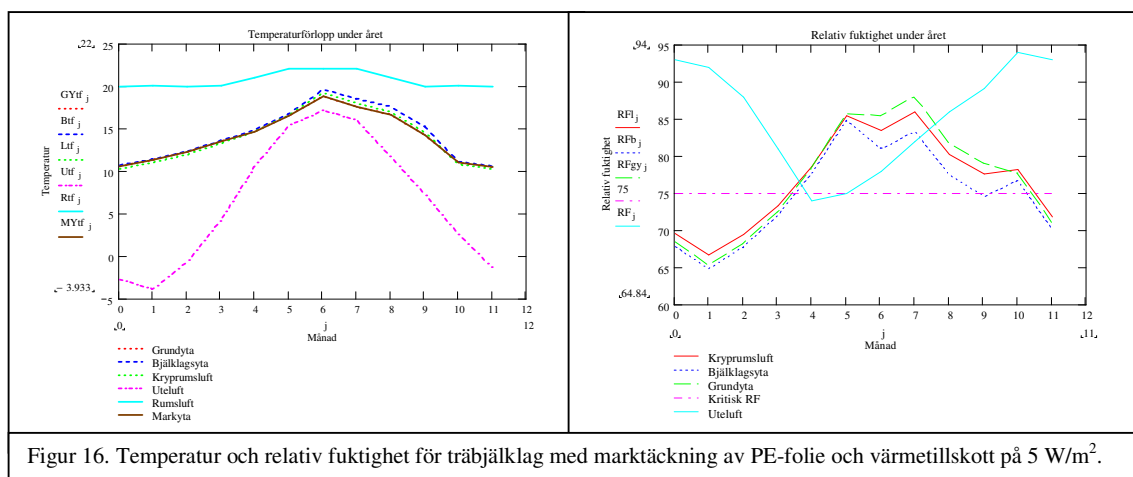 Temperaturförlopp under året
22
25
20
15
10
5
0
5
− 3.933
GYtf j
Btf j
Ltf j
Utf j
Rtf j
MYtf j
Temperatur
0 1 2 3 4 5 6 7 8 9 10 11 12
0 j 12
Månad
Grundyta
Bjälklagsyta
Kryprumsluft
Uteluft
Rumsluft
Markyta
Relativ fuktighet under året
94
95
90
85
80
75
70
65
60
64.84
RFl j
RFb j
RFgy j
75
RF j
Relativ fuktighet
0 1 2 3 4 5 6 7 8 9 10 11 12
0 j 11
Månad
Kryprumsluft
Bjälklagsyta
Grundyta
Kritisk RF
Uteluft
Figur 16. Temperatur och relativ fuktighet för träbjälklag med marktäckning av PE-folie och värmetillskott på 5 W/m².